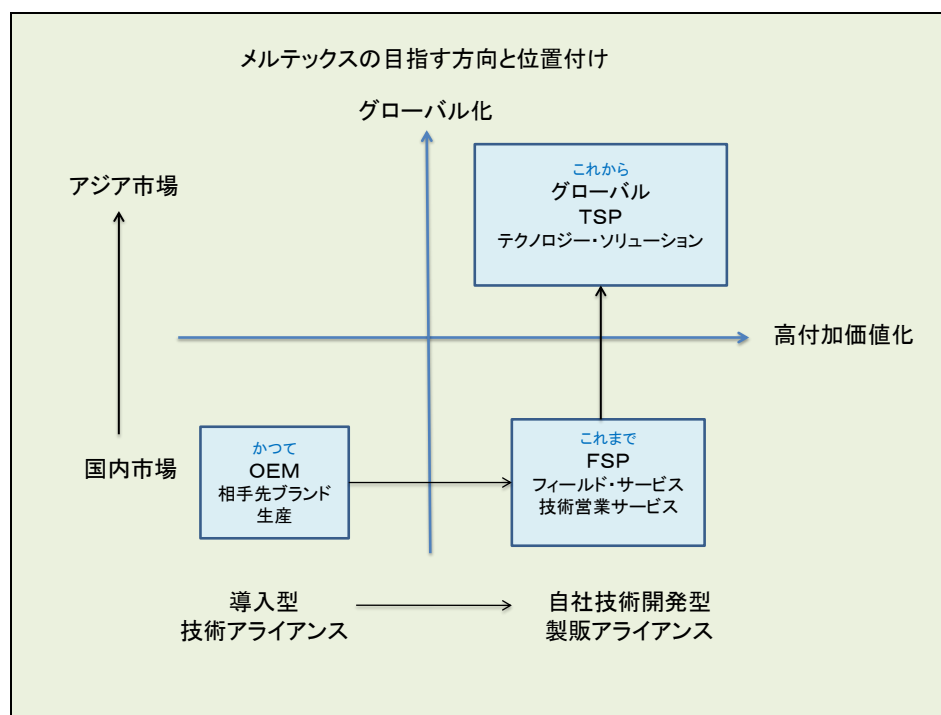 メルテックスの目指す方向と位置付け
グローバル化
アジア市場
これから
グローバル
TSP
テクノロジー・ソリューション
高付加価値化
国内市場
かつて
OEM
相手先ブランド
生産
これまで
FSP
フィールド・サービス
技術営業サービス
導入型
技術アライアンス
自社技術開発型
製販アライアンス